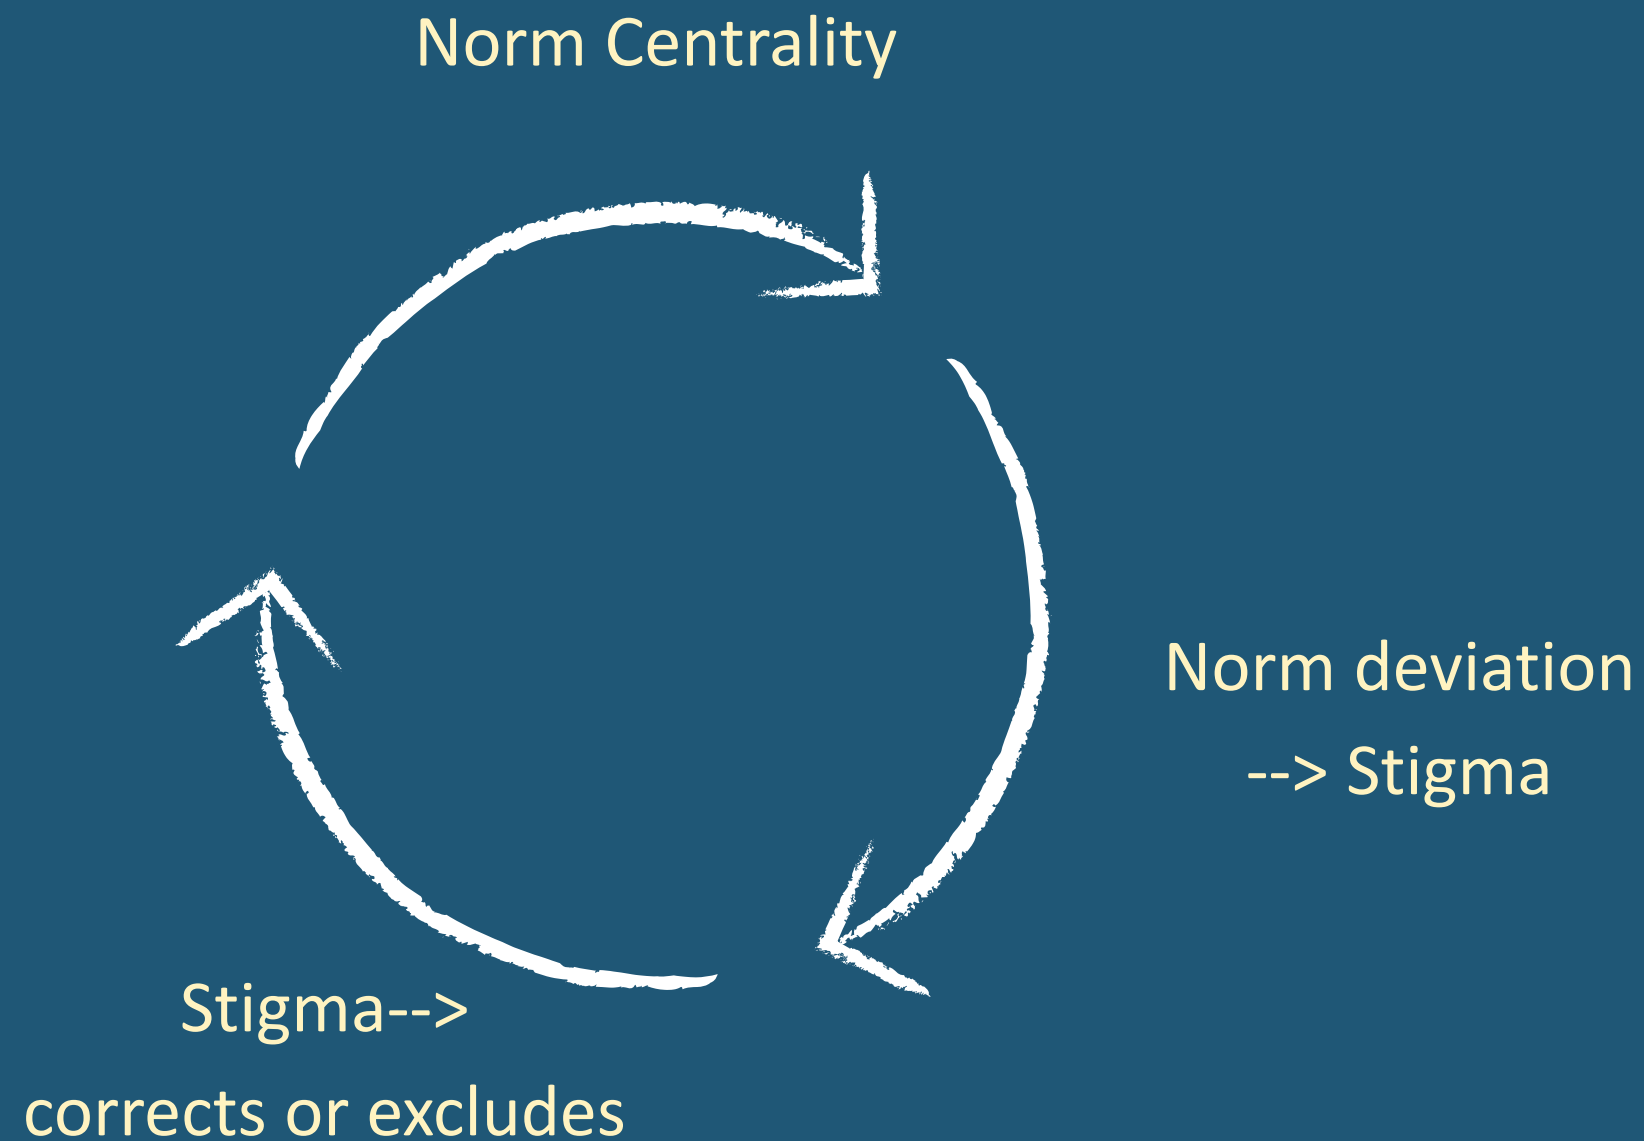 Norm Centrality
Norm deviation
--> Stigma
Stigma-->
corrects or excludes